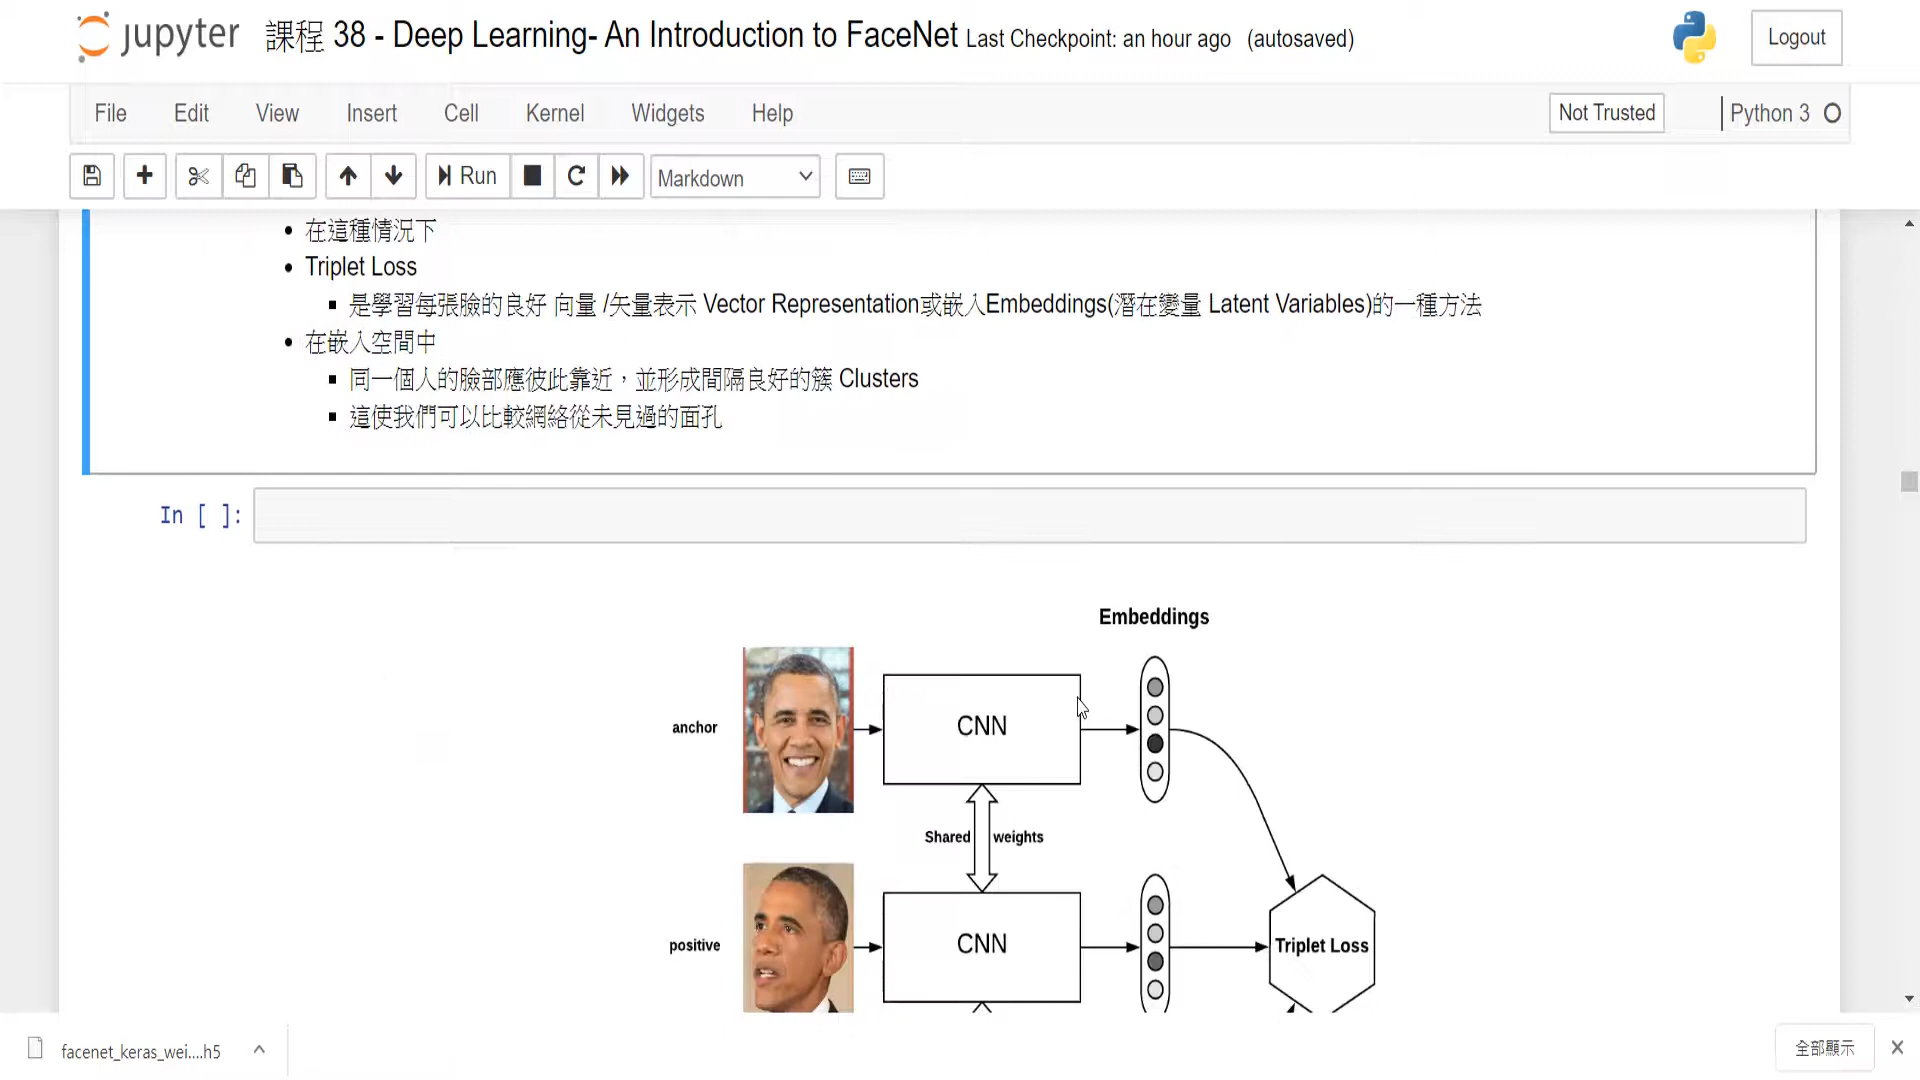 jupyter 課程 38 - Deep Learning- An Introduction to FaceNet Last Checkpoint: an hour ago (autosaved) Logout
File Edit View Insert Cell Kernel Widgets Help Not Trusted Python 3
Run Markdown
在這種情況下
Triplet Loss
是學習每張臉的良好 向量 /矢量表示 Vector Representation或嵌入Embeddings(潛在變量 Latent Variables)的一種方法
在嵌入空間中
同一個人的臉部應彼此靠近，並形成間隔良好的簇 Clusters
這使我們可以比較網絡從未見過的面孔
In [ ]:
Embeddings
anchor CNN
Shared weights
positive CNN Triplet Loss
facenet_keras_wei....h5 全部顯示